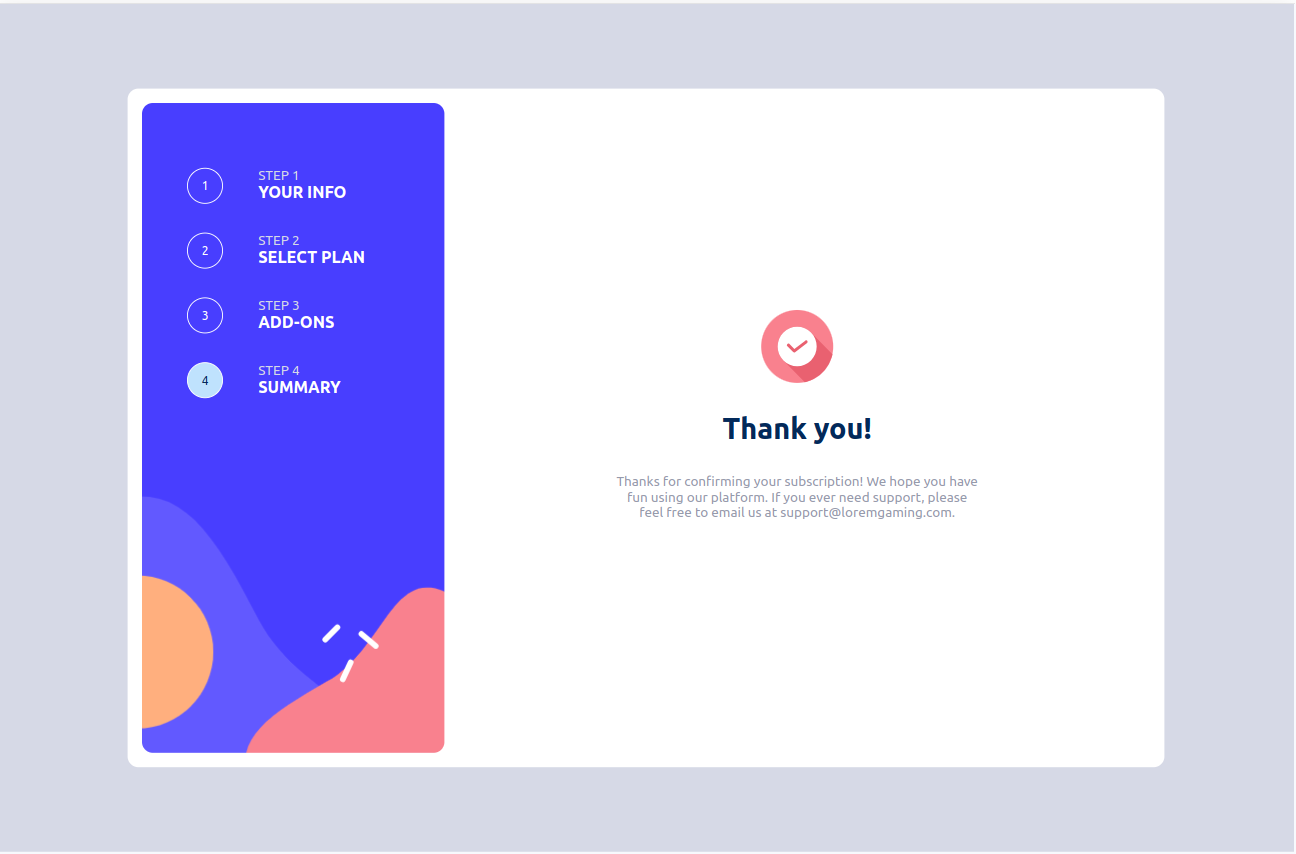 1
STEP 1
YOUR INFO
2
STEP 2
SELECT PLAN
3
STEP 3
ADD-ONS
4
STEP 4
SUMMARY
Thank you!
Thanks for confirming your subscription! We hope you have
fun using our platform. If you ever need support, please
feel free to email us at support@loremgaming.com.